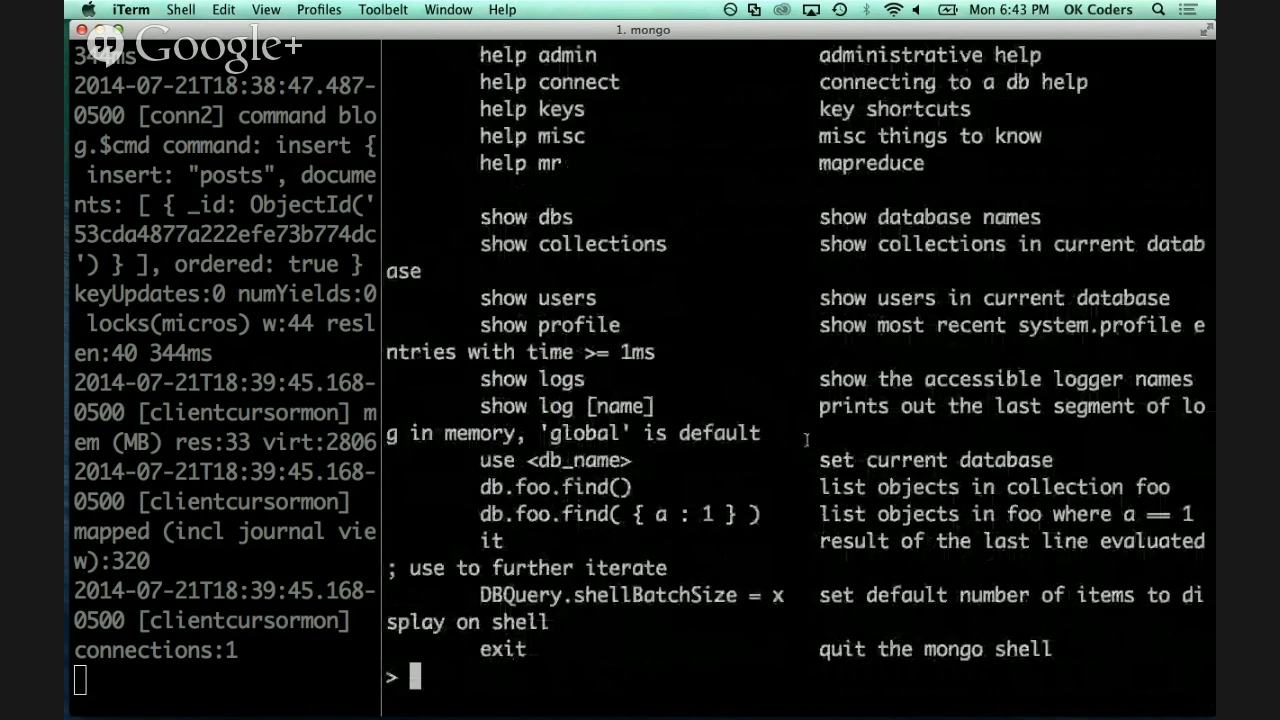 iTerm Shell Edit View Profiles Toolbelt Window Help Mon 6:43 PM OK Coders
Google+
1. mongo
344ms
2014-07-21T18:38:47.487-
0500 [conn2] command blo
g.$cmd command: insert {
insert: "posts", docume
nts: [ { _id: ObjectId('
53cda4877a222efe73b774dc
') } ], ordered: true }
keyUpdates:0 numYields:0
locks(micros) w:44 resl
en:40 344ms
2014-07-21T18:39:45.168-
0500 [clientcursormon] m
em (MB) res:33 virt:2806
2014-07-21T18:39:45.168-
0500 [clientcursormon]
mapped (incl journal vie
w):320
2014-07-21T18:39:45.168-
0500 [clientcursormon]
connections:1
help admin administrative help
help connect connecting to a db help
help keys key shortcuts
help misc misc things to know
help mr mapreduce
show dbs show database names
show collections show collections in current datab
ase
show users show users in current database
show profile show most recent system.profile e
ntries with time >= 1ms
show logs show the accessible logger names
show log [name] prints out the last segment of lo
g in memory, 'global' is default
use <db_name> set current database
db.foo.find() list objects in collection foo
db.foo.find( { a : 1 } ) list objects in foo where a == 1
it result of the last line evaluated
; use to further iterate
DBQuery.shellBatchSize = x set default number of items to di
splay on shell
exit quit the mongo shell
>